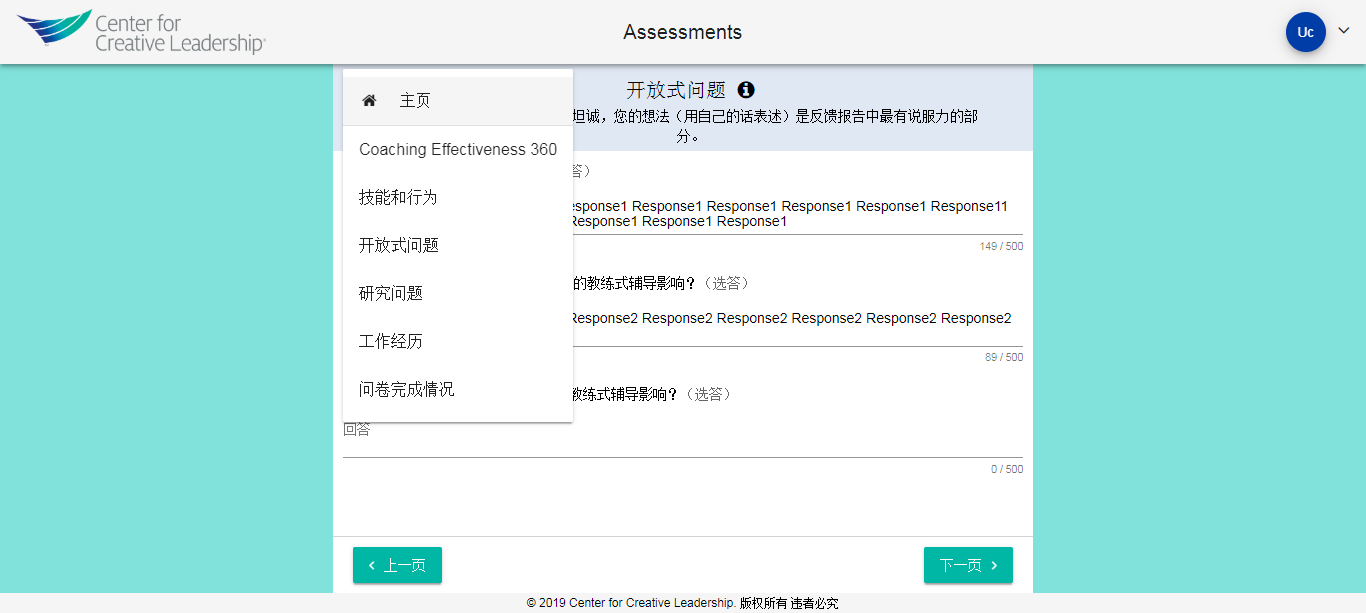 Center for
Creative Leadership®
Assessments
Uc
主页
Coaching Effectiveness 360
技能和行为
开放式问题
研究问题
工作经历
问卷完成情况
开放式问题
坦诚，您的想法（用自己的话表述）是反馈报告中最有说服力的部
分。
答）
esponse1 Response1 Response1 Response1 Response1 Response11
Response1 Response1 Response1
149 / 500
的教练式辅导影响？（选答）
Response2 Response2 Response2 Response2 Response2 Response2
89 / 500
教练式辅导影响？（选答）
回答
0 / 500
上一页
下一页
© 2019 Center for Creative Leadership. 版权所有 违者必究